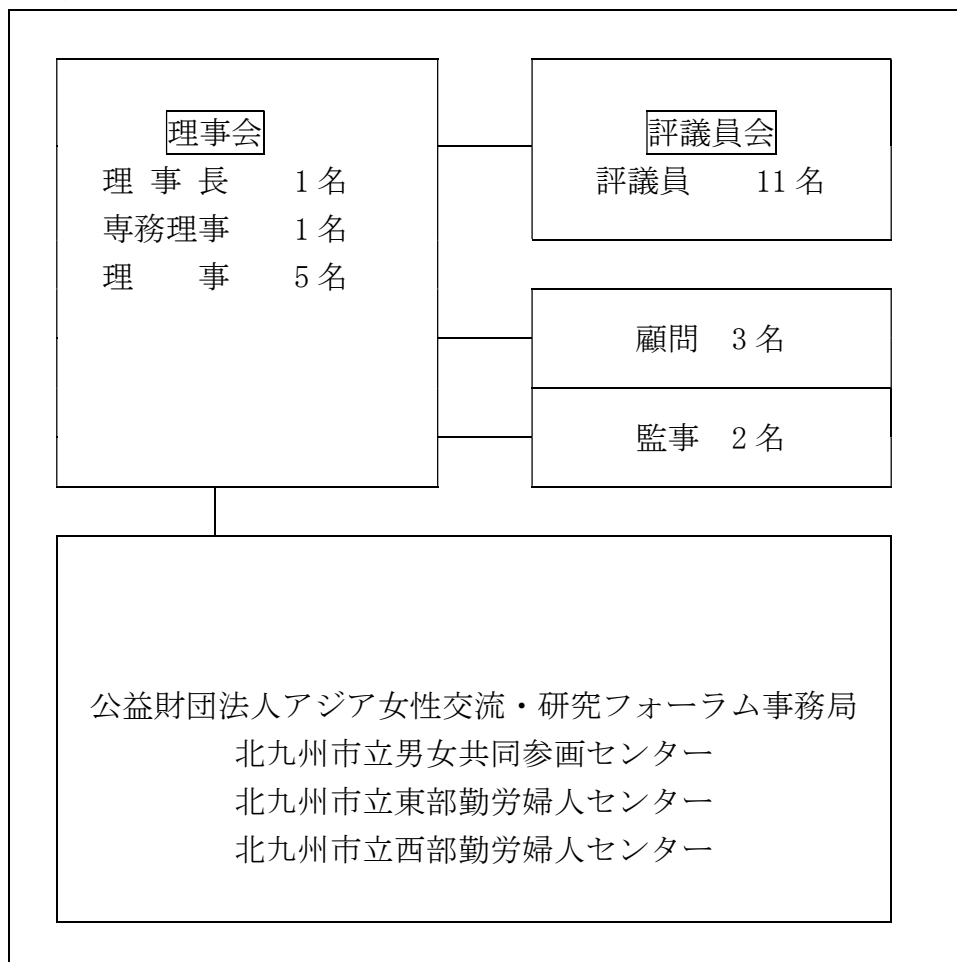 理事会
理 事 長　1 名
専務理事　1 名
理　　事　5 名
評議員会
評議員　11 名
顧問　3 名
監事　2 名
公益財団法人アジア女性交流・研究フォーラム事務局
北九州市立男女共同参画センター
北九州市立東部勤労婦人センター
北九州市立西部勤労婦人センター